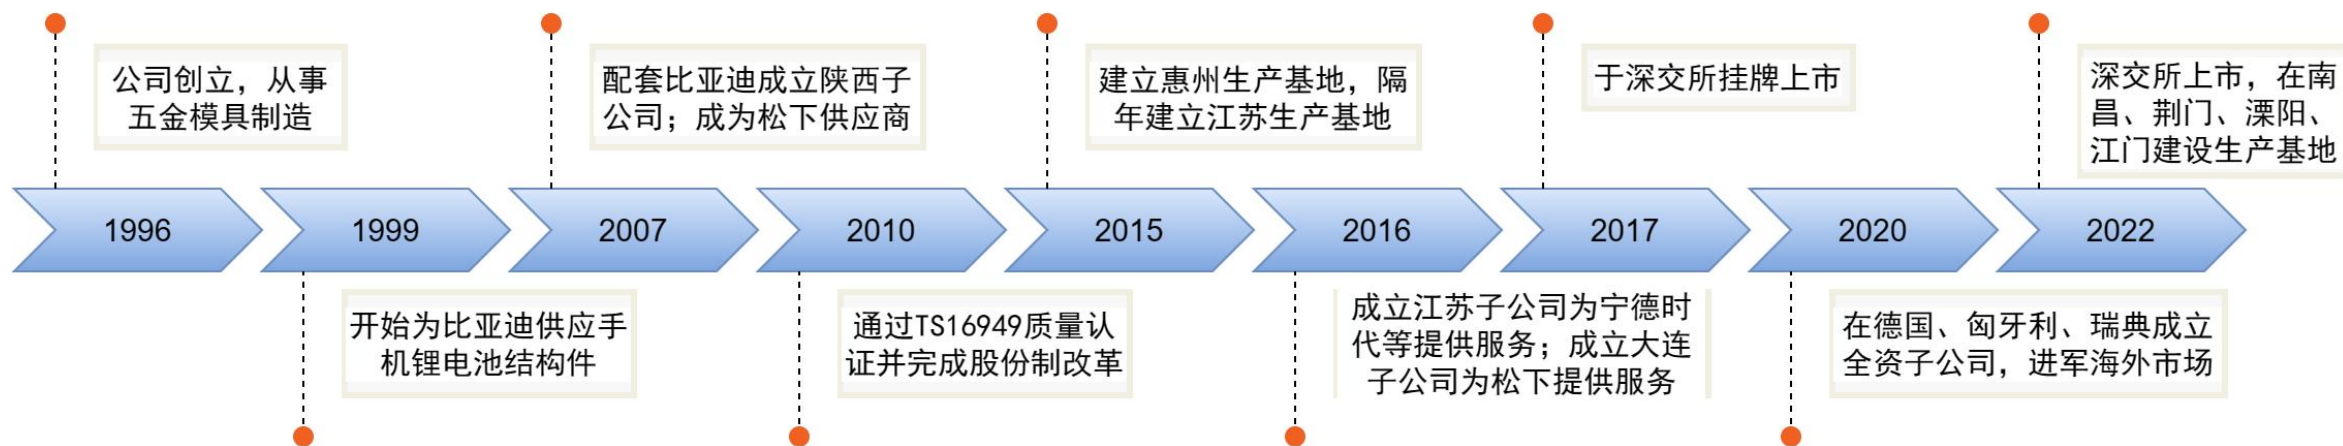 公司创立，从事
五金模具制造
配套比亚迪成立陕西子
公司；成为松下供应商
建立惠州生产基地，隔
年建立江苏生产基地
于深交所挂牌上市
深交所上市，在南
昌、荆门、溧阳、
江门建设生产基地
1996
1999
2007
2010
2015
2016
2017
2020
2022
开始为比亚迪供应手
机锂电池结构件
通过TS16949质量认
证并完成股份制改革
成立江苏子公司为宁德时
代等提供服务；成立大连
子公司为松下提供服务
在德国、匈牙利、瑞典成立
全资子公司，进军海外市场